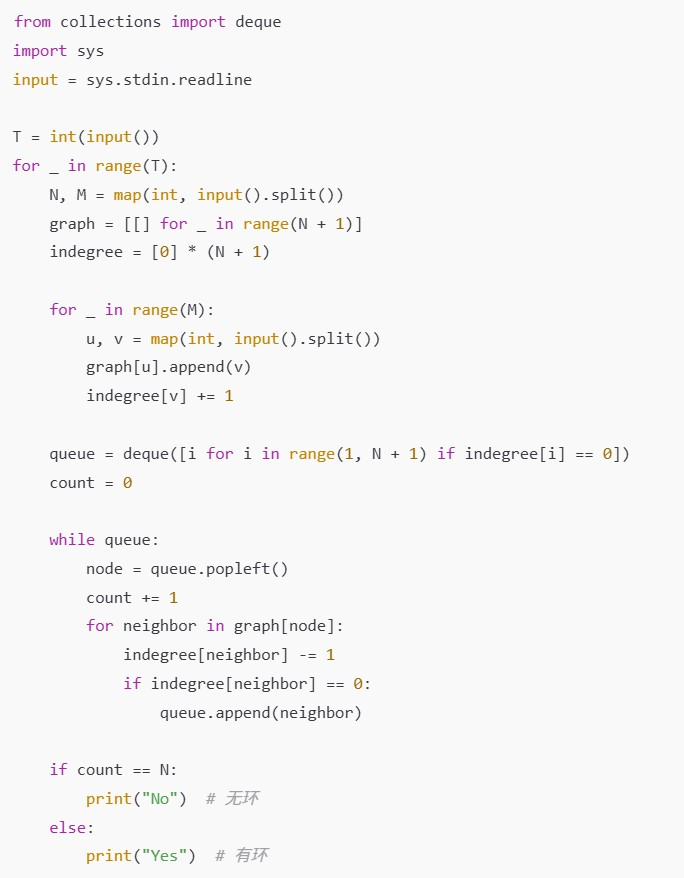 from collections import deque
import sys
input = sys.stdin.readline

T = int(input())
for _ in range(T):
    N, M = map(int, input().split())
    graph = [[] for _ in range(N + 1)]
    indegree = [0] * (N + 1)

    for _ in range(M):
        u, v = map(int, input().split())
        graph[u].append(v)
        indegree[v] += 1

    queue = deque([i for i in range(1, N + 1) if indegree[i] == 0])
    count = 0

    while queue:
        node = queue.popleft()
        count += 1
        for neighbor in graph[node]:
            indegree[neighbor] -= 1
            if indegree[neighbor] == 0:
                queue.append(neighbor)

    if count == N:
        print("No")  # 无环
    else:
        print("Yes")  # 有环